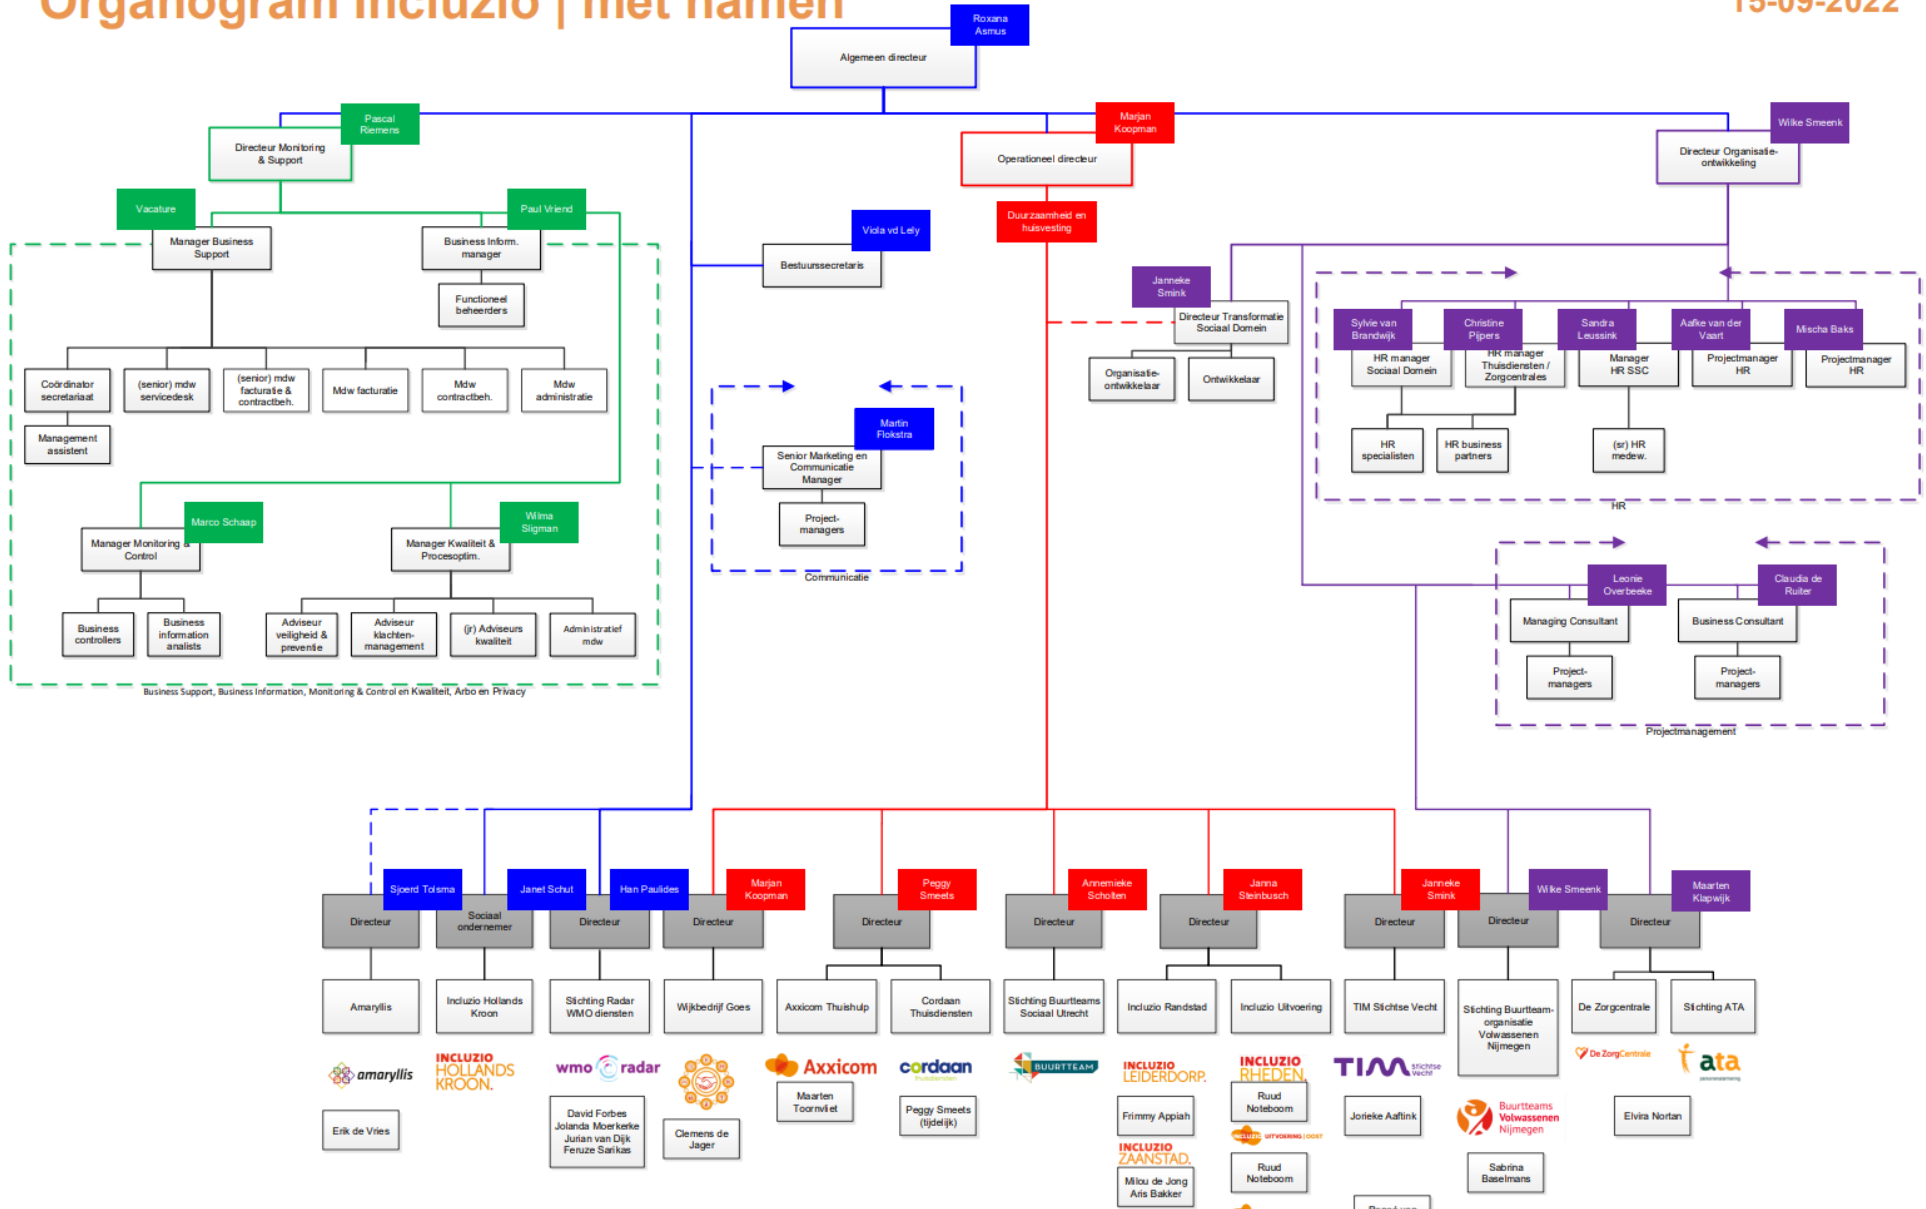 Organogram Incluzio | met namen
15-09-2022
Roxana
Asmus
Algemeen directeur
Pascal
Riemens
Directeur Monitoring
& Support
Marjan
Koopman
Operationeel directeur
Wilke Smeenk
Directeur Organisatie-
ontwikkeling
Vacature
Manager Business
Support
Paul Vriend
Business Inform.
manager
Functioneel
beheerders
Coördinator
secretariaat
(senior) mdw
servicedesk
(senior) mdw
facturatie &
contractbeh.
Mdw facturatie
Mdw
contractbeh.
Mdw
administratie
Management
assistent
Marco Schaap
Manager Monitoring &
Control
Wilma
Sligman
Manager Kwaliteit &
Procesoptim.
Business
controllers
Business
information
analists
Adviseur
veiligheid &
preventie
Adviseur
klachten-
management
(jr) Adviseurs
kwaliteit
Administratief
mdw
Business Support, Business Information, Monitoring & Control en Kwaliteit, Arbo en Privacy
Viola vd Lely
Bestuurssecretaris
Martin
Flokstra
Senior Marketing en
Communicatie
Manager
Project-
managers
Communicatie
Duurzaamheid en
huisvesting
Janneke
Smink
Directeur Transformatie
Sociaal Domein
Organisatie-
ontwikkelaar
Ontwikkelaar
Sylvie van
Brandwijk
HR manager
Sociaal Domein
Christine
Pijpers
HR manager
Thuisdiensten /
Zorgcentrales
Sandra
Leussink
Manager
HR SSC
Aafke van der
Vaart
Projectmanager
HR
Mischa Baks
Projectmanager
HR
HR
specialisten
HR business
partners
(sr) HR
medew.
HR
Leonie
Overbeeke
Managing Consultant
Claudia de
Ruiter
Business Consultant
Project-
managers
Project-
managers
Projectmanagement
Sjoerd Tolsma
Directeur
Janet Schut
Sociaal
ondernemer
Han Paulides
Directeur
Marjan
Koopman
Directeur
Peggy
Smeets
Directeur
Annemieke
Scholten
Directeur
Janna
Steinbusch
Directeur
Janneke
Smink
Directeur
Wilke Smeenk
Directeur
Maarten
Klapwijk
Directeur
Amaryllis
Incluzio Hollands
Kroon
Stichting Radar
WMO diensten
Wijkbedrijf Goes
Axxicom Thuishulp
Cordaan
Thuisdiensten
Stichting Buurtteams
Sociaal Utrecht
Incluzio Randstad
Incluzio Uitvoering
TIM Stichtse Vecht
Stichting Buurtteam-
organisatie
Volwassenen
Nijmegen
De Zorgcentrale
Stichting ATA
amaryllis
INCLUZIO
HOLLANDS
KROON.
wmo radar
Axxicom
cordaan
thuisdiensten
BUURTTEAM
INCLUZIO
LEIDERDORP.
INCLUZIO
RHEDEN.
TIM Stichtse
Vecht
De ZorgCentrale
ata
Erik de Vries
David Forbes
Jolanda Moerkerke
Jurian van Dijk
Feruze Sarikas
Clemens de
Jager
Maarten
Toornvliet
Peggy Smeets
(tijdelijk)
Frimmy Appiah
INCLUZIO
ZAANSTAD.
Milou de Jong
Aris Bakker
Ruud
Noteboom
INCLUZIO UITVOERING | OOST
Ruud
Noteboom
Jorieke Aaftink
Buurtteams
Volwassenen
Nijmegen
Sabrina
Baselmans
Elvira Nortan